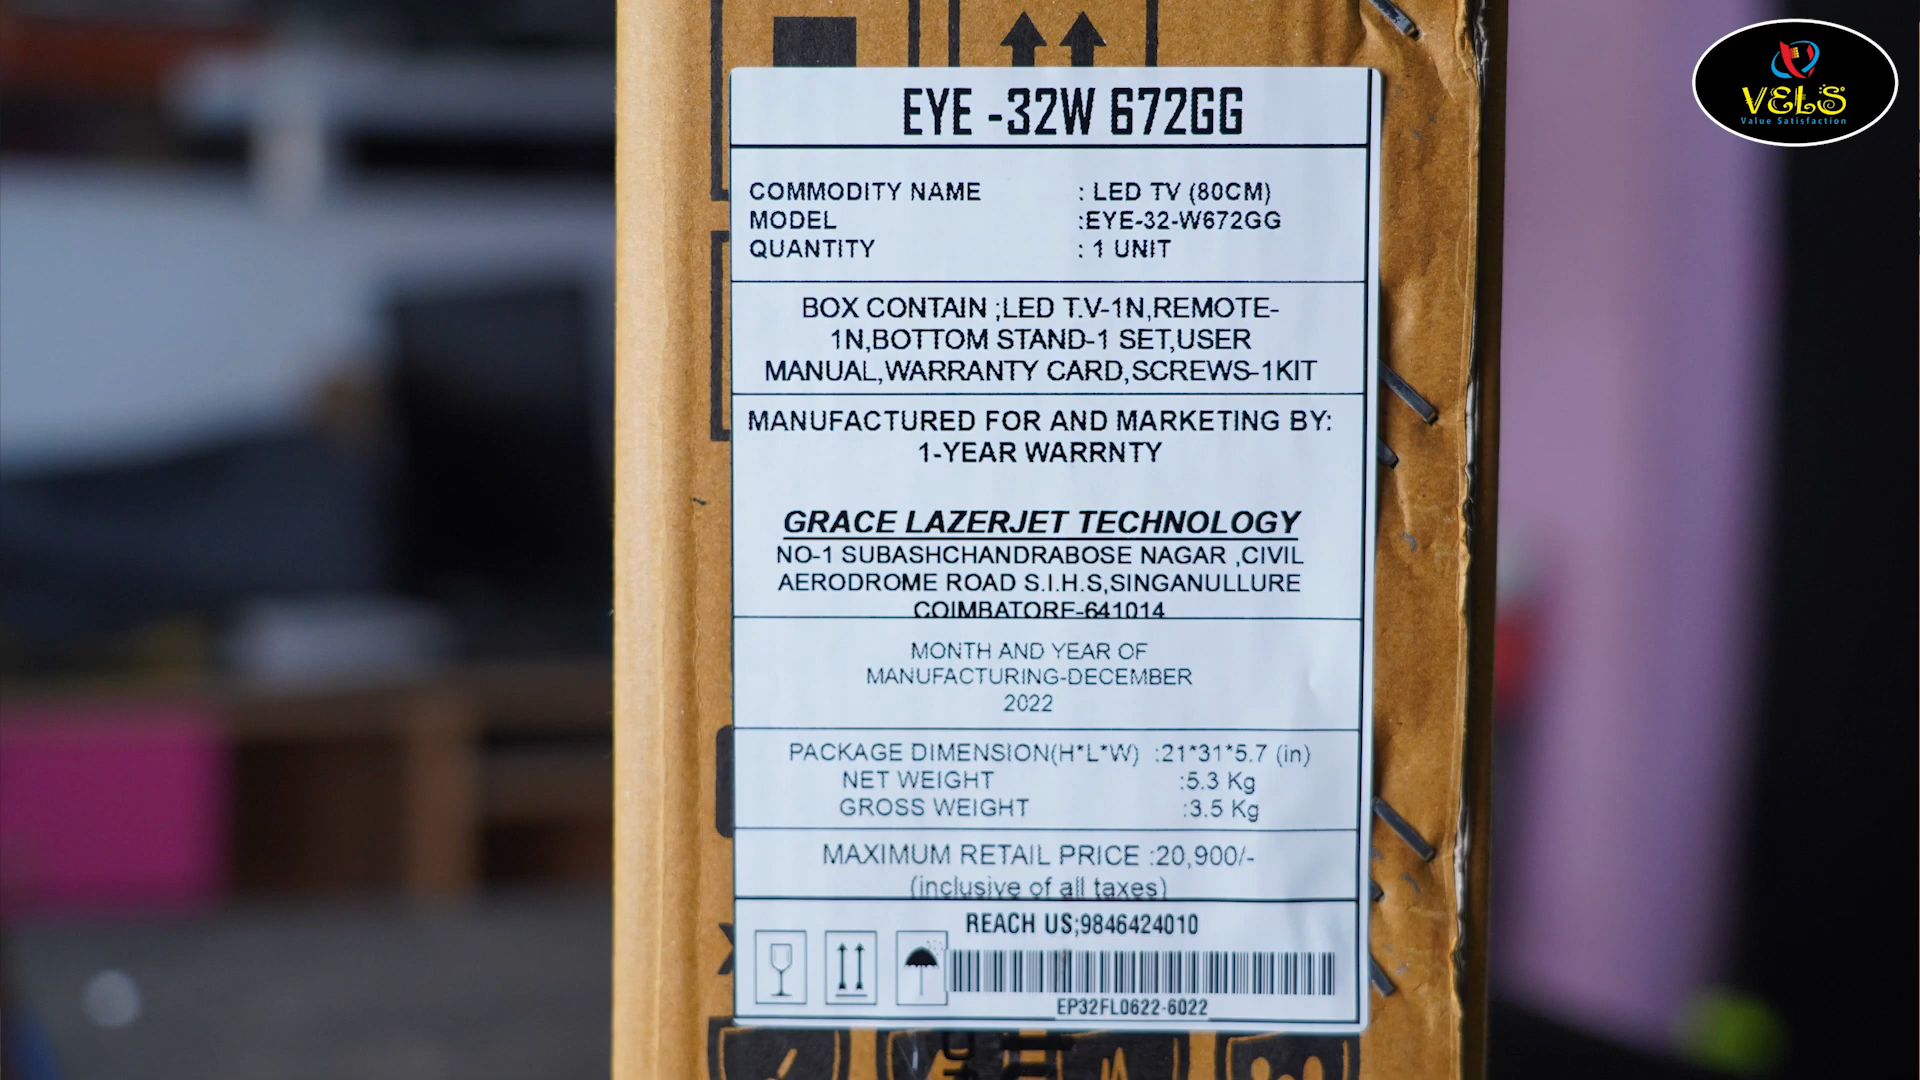 VELS
Value Satisfaction
EYE -32W 672GG
COMMODITY NAME : LED TV (80CM)
MODEL :EYE-32-W672GG
QUANTITY : 1 UNIT
BOX CONTAIN ;LED T.V-1N,REMOTE-
1N,BOTTOM STAND-1 SET,USER
MANUAL,WARRANTY CARD,SCREWS-1KIT
MANUFACTURED FOR AND MARKETING BY:
1-YEAR WARRNTY
GRACE LAZERJET TECHNOLOGY
NO-1 SUBASHCHANDRABOSE NAGAR ,CIVIL
AERODROME ROAD S.I.H.S,SINGANULLURE
COIMBATORE-641014
MONTH AND YEAR OF
MANUFACTURING-DECEMBER
2022
PACKAGE DIMENSION(H*L*W) :21*31*5.7 (in)
NET WEIGHT :5.3 Kg
GROSS WEIGHT :3.5 Kg
MAXIMUM RETAIL PRICE :20,900/-
(inclusive of all taxes)
REACH US;9846424010
EP32FL0622-6022